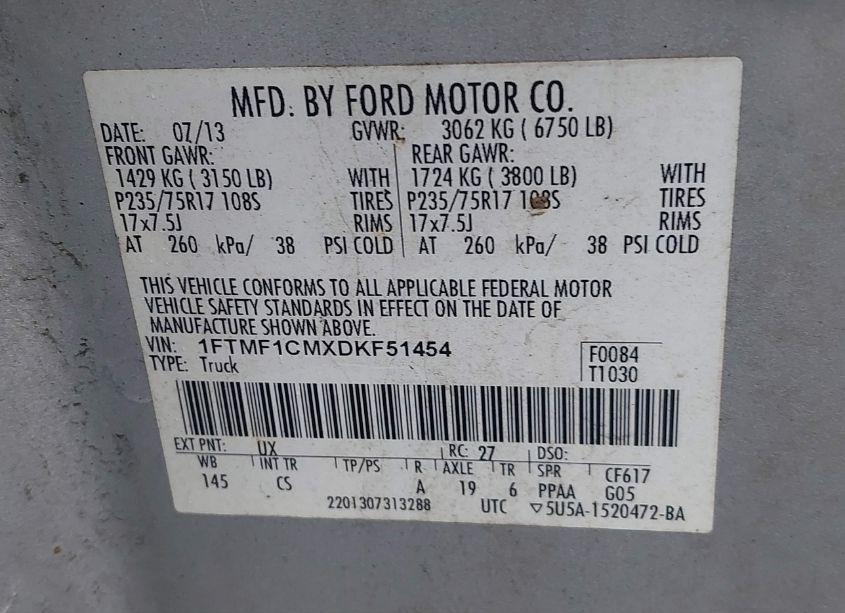 MFD. BY FORD MOTOR CO.
DATE: 07/13 GVWR: 3062 KG ( 6750 LB)
FRONT GAWR: REAR GAWR:
1429 KG ( 3150 LB) WITH 1724 KG ( 3800 LB) WITH
P235/75R17 108S TIRES P235/75R17 108S TIRES
17x7.5J RIMS 17x7.5J RIMS
AT 260 kPa/ 38 PSI COLD AT 260 kPa/ 38 PSI COLD
THIS VEHICLE CONFORMS TO ALL APPLICABLE FEDERAL MOTOR
VEHICLE SAFETY STANDARDS IN EFFECT ON THE DATE OF
MANUFACTURE SHOWN ABOVE.
VIN: 1FTMF1CMXDKF51454
TYPE: Truck
F0084
T1030
EXT PNT: UX RC: 27 DSO:
WB INT TR TP/PS R AXLE TR SPR CF617
145 CS A 19 6 PPAA G05
2201307313288 UTC ▽5U5A-1520472-BA